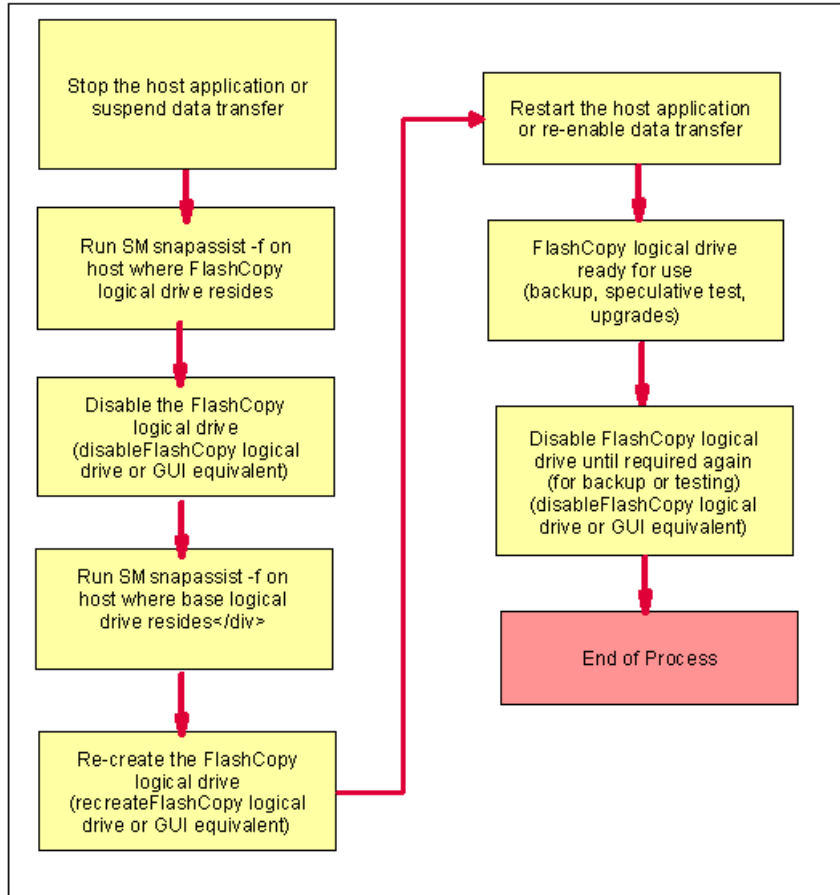 Stop the host application or
suspend data transfer
Run SMsnapassist -f on
host where FlashCopy
logical drive resides
Disable the FlashCopy
logical drive
(disableFlashCopy logical
drive or GUI equivalent)
Run SMsnapassist -f on
host where base logical
drive resides</div>
Re-create the FlashCopy
logical drive
(recreateFlashCopy logical
drive or GUI equivalent)
Restart the host application
or re-enable data transfer
FlashCopy logical drive
ready for use
(backup, speculative test,
upgrades)
Disable FlashCopy logical
drive until required again
(for backup or testing)
(disableFlashCopy logical
drive or GUI equivalent)
End of Process